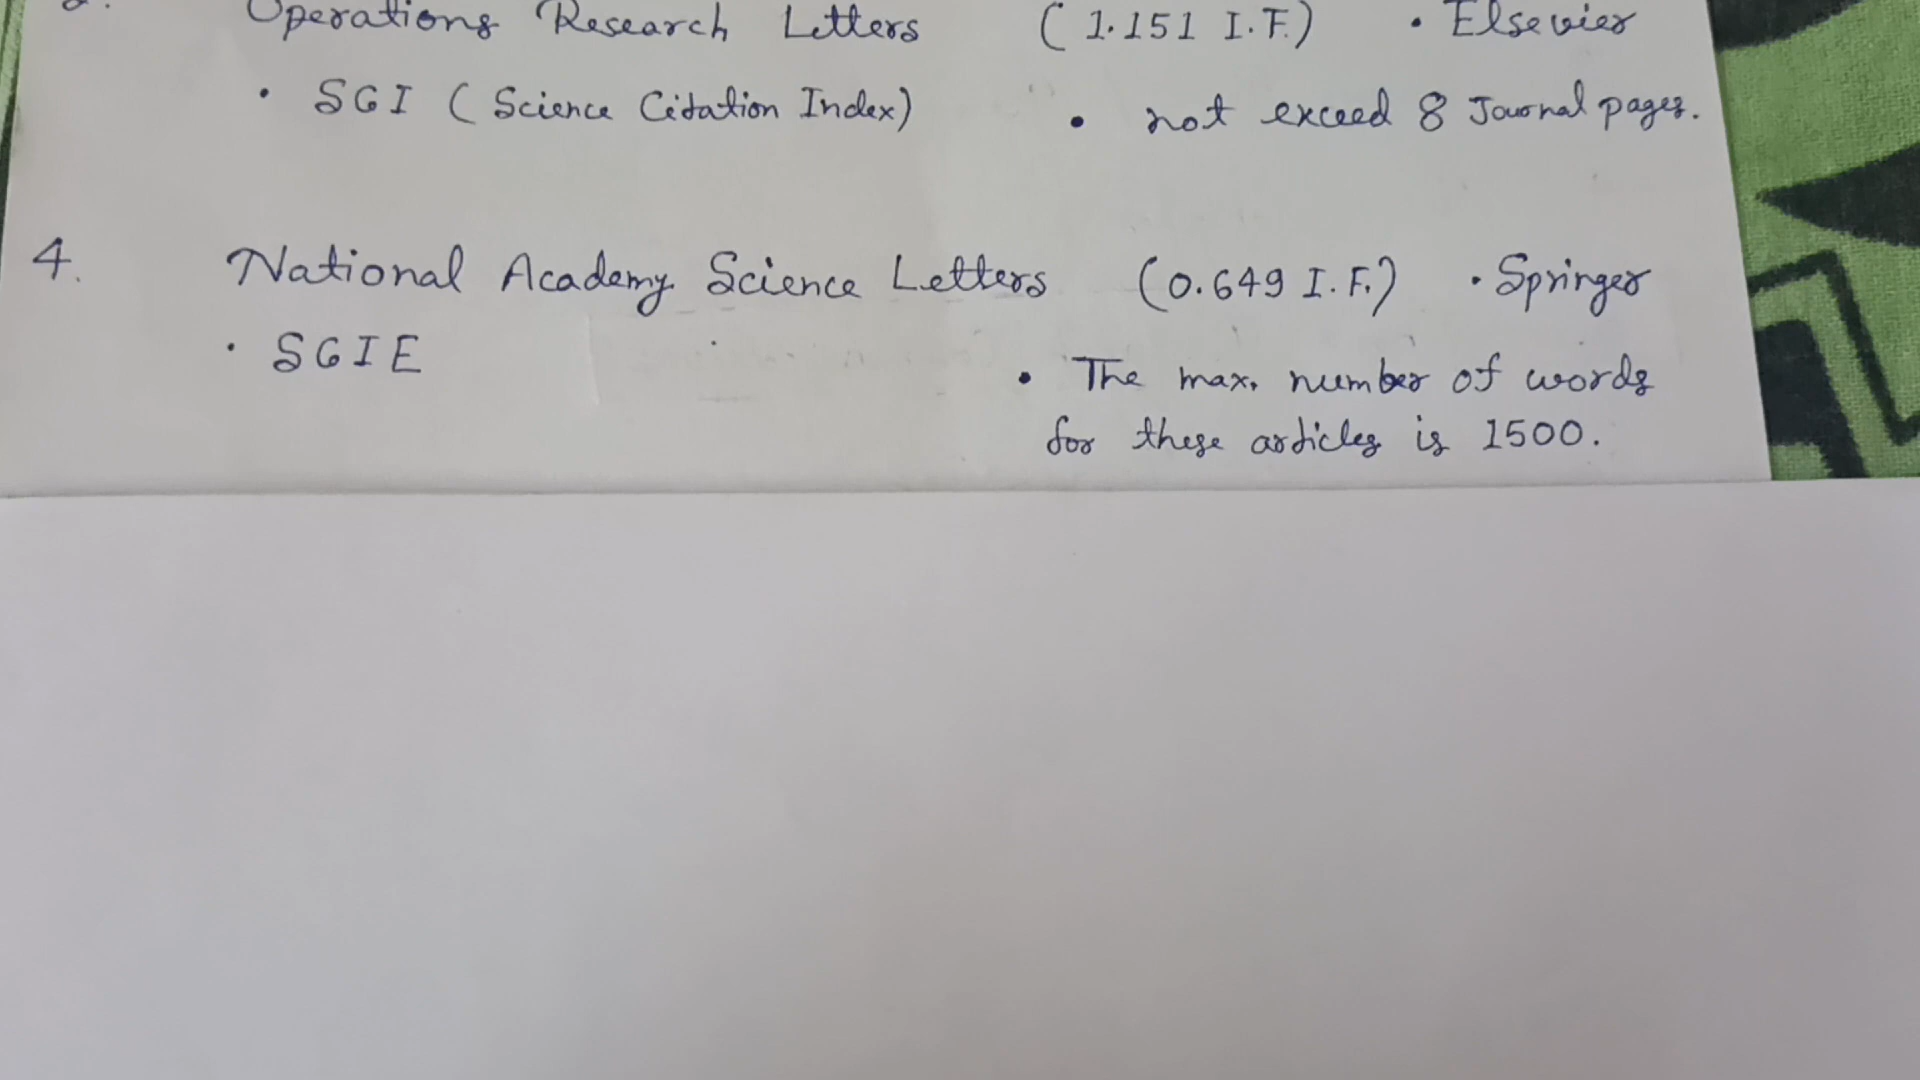 Operations Research Letters (1.151 I.F.) • Elsevier
• SCI (Science Citation Index) • not exceed 8 Journal pages.
4. National Academy Science Letters (0.649 I.F.) • Springer
• SCIE • The max. number of words
for these articles is 1500.